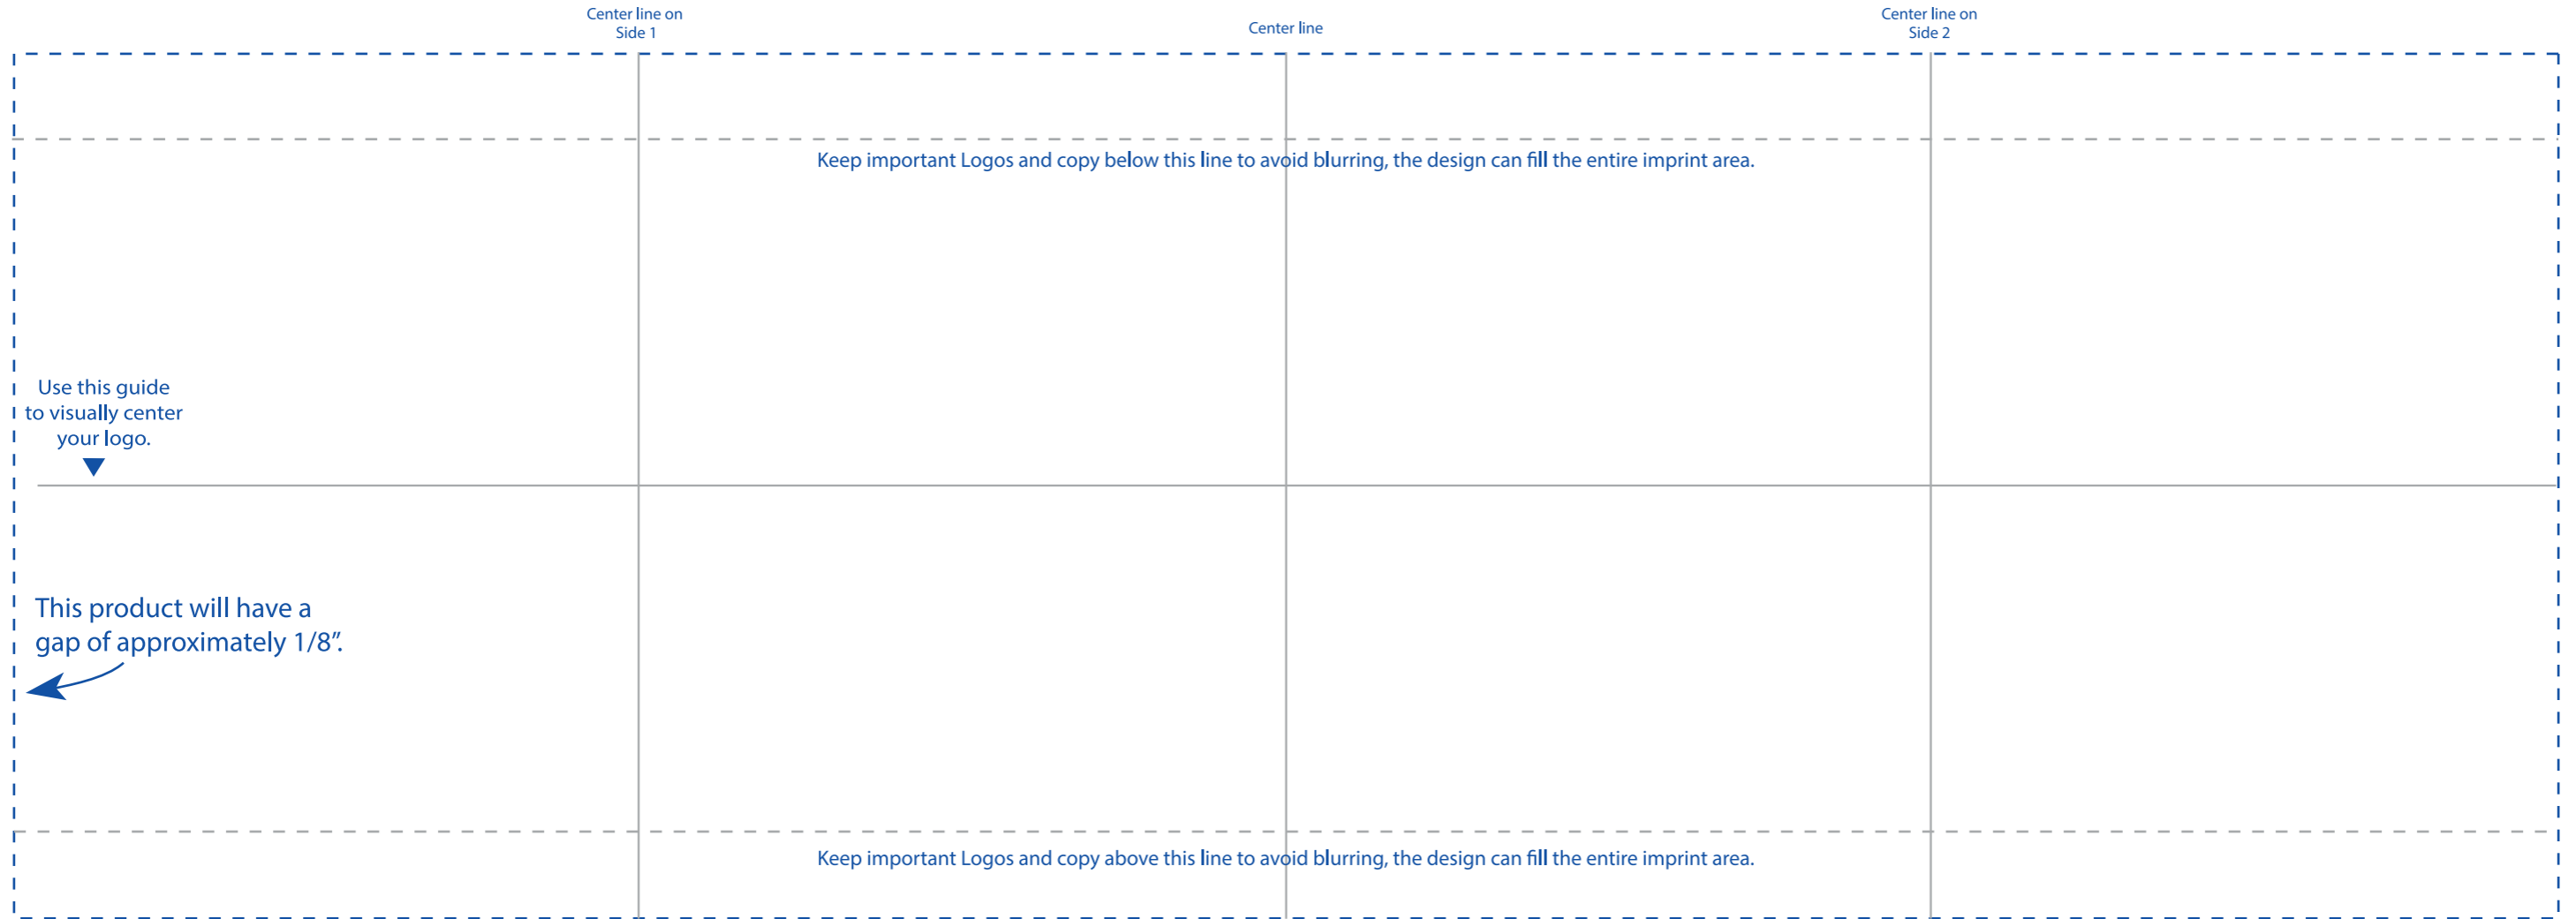 Center line on
Side 1
Center line
Center line on
Side 2
Keep important Logos and copy below this line to avoid blurring, the design can fill the entire imprint area.
Use this guide
to visually center
your logo.
This product will have a
gap of approximately 1/8”.
Keep important Logos and copy above this line to avoid blurring, the design can fill the entire imprint area.